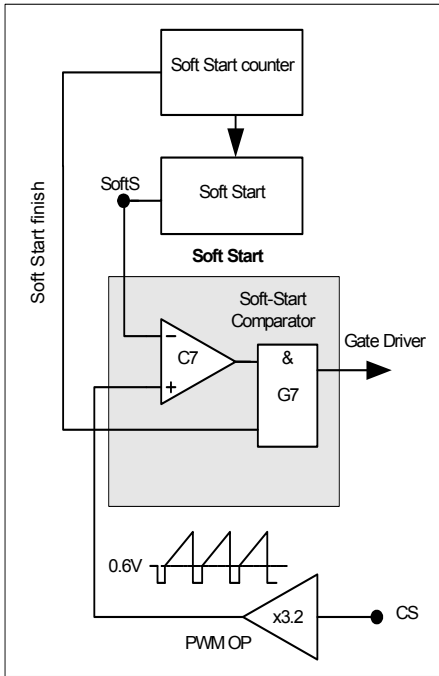 Soft Start counter
Soft Start finish
SoftS
Soft Start
Soft Start
Soft-Start
Comparator
Gate Driver
−
C7
+
&
G7
0.6V
x3.2
CS
PWM OP